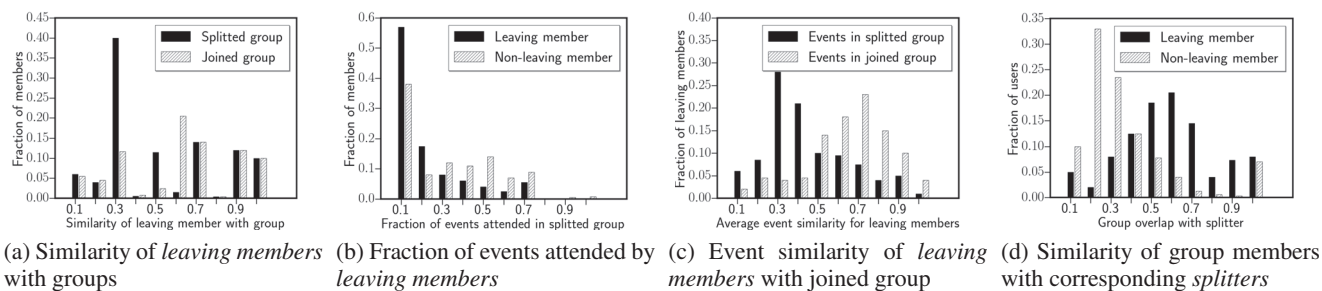 0.45
0.40
0.35
0.30
0.25
0.20
0.15
0.10
0.05
0.00
Fraction of members
Splitted group
Joined group
0.1 0.3 0.5 0.7 0.9
Similarity of leaving member with group
(a) Similarity of leaving members
with groups
0.6
0.5
0.4
0.3
0.2
0.1
0.0
Fraction of members
Leaving member
Non-leaving member
0.1 0.3 0.5 0.7 0.9
Fraction of events attended in splitted group
(b) Fraction of events attended by
leaving members
0.40
0.35
0.30
0.25
0.20
0.15
0.10
0.05
0.00
Fraction of leaving members
Events in splitted group
Events in joined group
0.1 0.3 0.5 0.7 0.9
Average event similarity for leaving members
(c) Event similarity of leaving
members with joined group
0.35
0.30
0.25
0.20
0.15
0.10
0.05
0.00
Fraction of users
Leaving member
Non-leaving member
0.1 0.3 0.5 0.7 0.9
Group overlap with splitter
(d) Similarity of group members
with corresponding splitters